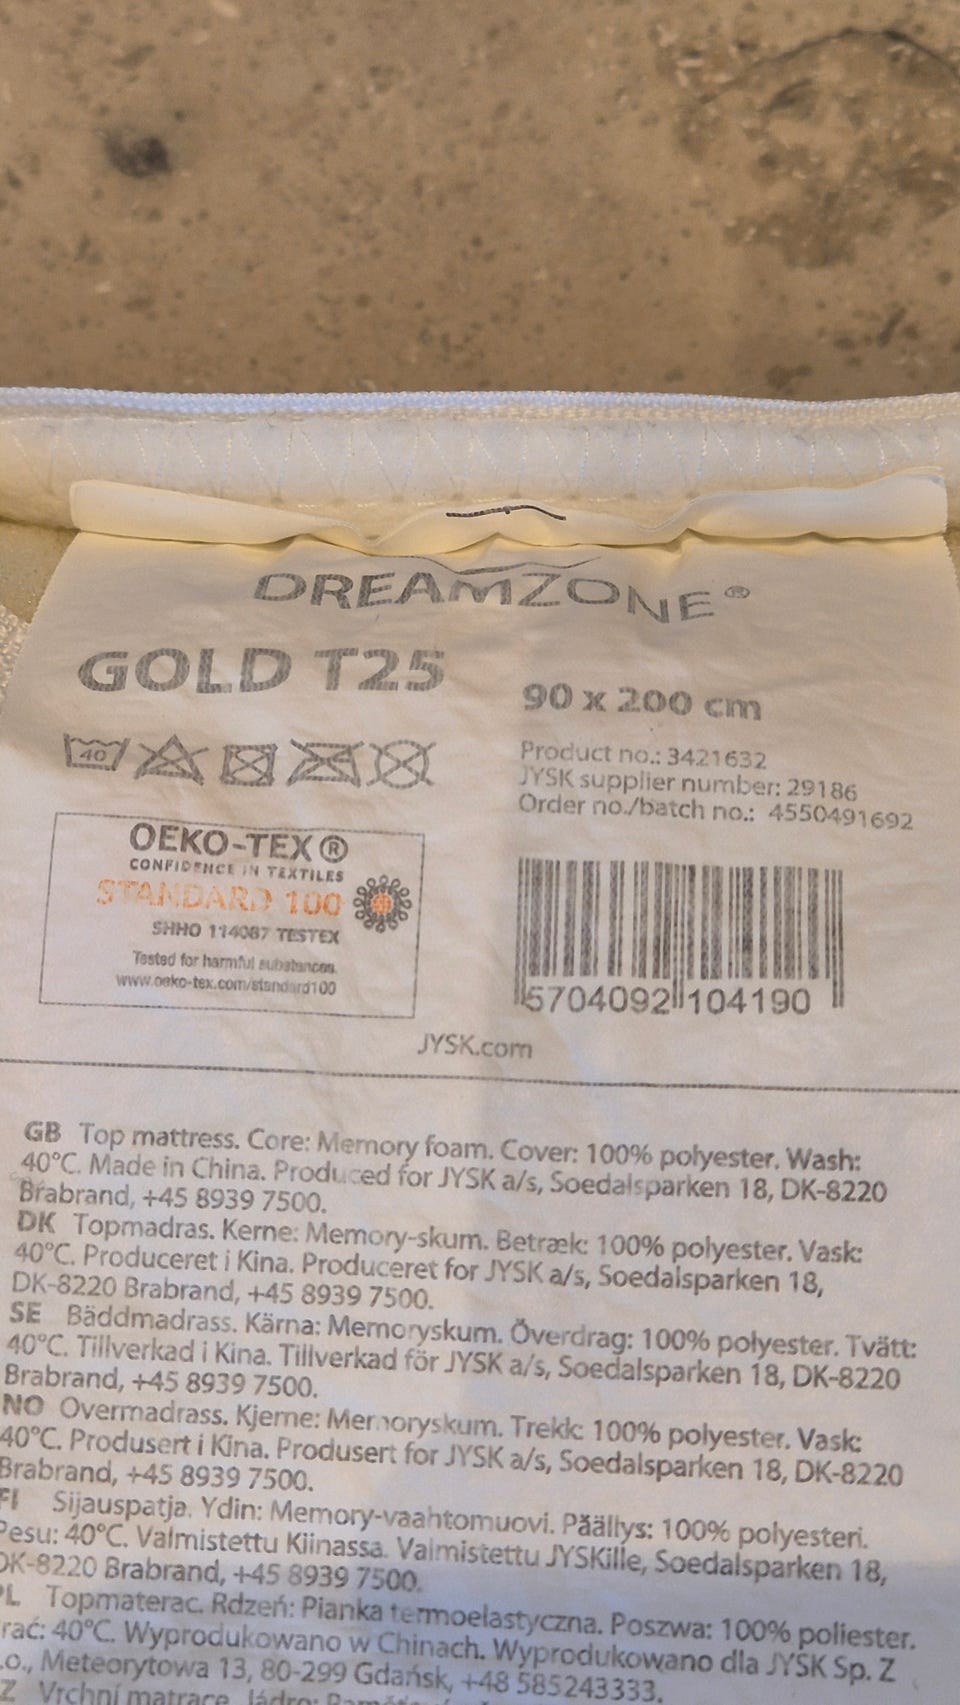 DREAMZONE®
GOLD T25
90 x 200 cm
40
Product no.: 3421632
JYSK supplier number: 29186
Order no./batch no.: 4550491692
OEKO-TEX®
CONFIDENCE IN TEXTILES
STANDARD 100
SHHO 114087 TESTEX
Tested for harmful substances.
www.oeko-tex.com/standard100
5704092 104190
JYSK.com
GB Top mattress. Core: Memory foam. Cover: 100% polyester. Wash:
40°C. Made in China. Produced for JYSK a/s, Soedalsparken 18, DK-8220
Brabrand, +45 8939 7500.
DK Topmadras. Kerne: Memory-skum. Betræk: 100% polyester. Vask:
40°C. Produceret i Kina. Produceret for JYSK a/s, Soedalsparken 18,
DK-8220 Brabrand, +45 8939 7500.
SE Bäddmadrass. Kärna: Memoryskum. Överdrag: 100% polyester. Tvätt:
40°C. Tillverkad i Kina. Tillverkad för JYSK a/s, Soedalsparken 18, DK-8220
Brabrand, +45 8939 7500.
NO Overmadrass. Kjerne: Memoryskum. Trekk: 100% polyester. Vask:
40°C. Produsert i Kina. Produsert for JYSK a/s, Soedalsparken 18, DK-8220
Brabrand, +45 8939 7500.
FI Sijauspatja. Ydin: Memory-vaahtomuovi. Päällys: 100% polyesteri.
Pesu: 40°C. Valmistettu Kiinassa. Valmistettu JYSKille, Soedalsparken 18,
DK-8220 Brabrand, +45 8939 7500.
PL Topmaterac. Rdzeń: Pianka termoelastyczna. Poszwa: 100% poliester.
rać: 40°C. Wyprodukowano w Chinach. Wyprodukowano dla JYSK Sp. Z
.o., Meteorytowa 13, 80-299 Gdańsk, +48 585243333.
Z Vrchní matrace. Jádro: